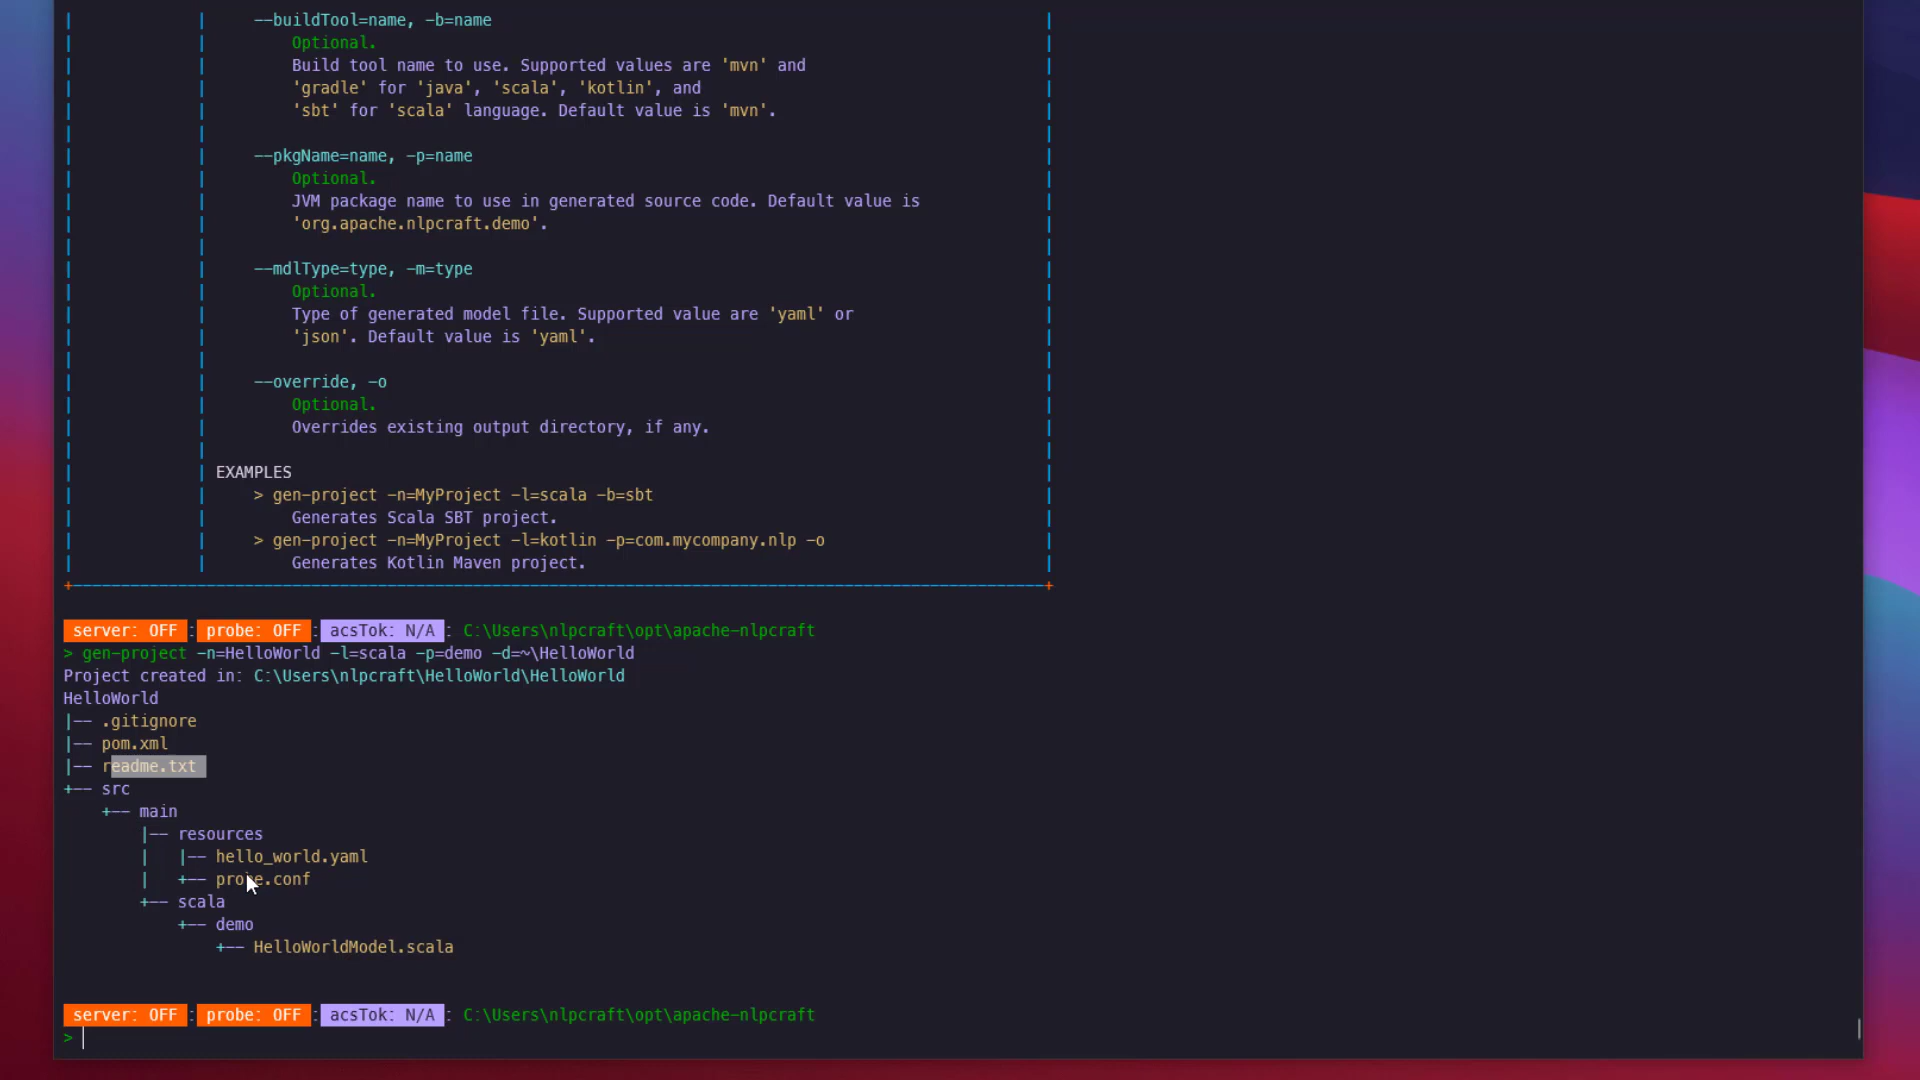 --buildTool=name, -b=name
Optional.
Build tool name to use. Supported values are 'mvn' and
'gradle' for 'java', 'scala', 'kotlin', and
'sbt' for 'scala' language. Default value is 'mvn'.
--pkgName=name, -p=name
Optional.
JVM package name to use in generated source code. Default value is
'org.apache.nlpcraft.demo'.
--mdlType=type, -m=type
Optional.
Type of generated model file. Supported value are 'yaml' or
'json'. Default value is 'yaml'.
--override, -o
Optional.
Overrides existing output directory, if any.
EXAMPLES
> gen-project -n=MyProject -l=scala -b=sbt
Generates Scala SBT project.
> gen-project -n=MyProject -l=kotlin -p=com.mycompany.nlp -o
Generates Kotlin Maven project.
server: OFF : probe: OFF : acsTok: N/A : C:\Users\nlpcraft\opt\apache-nlpcraft
> gen-project -n=HelloWorld -l=scala -p=demo -d=~\HelloWorld
Project created in: C:\Users\nlpcraft\HelloWorld\HelloWorld
HelloWorld
|-- .gitignore
|-- pom.xml
|-- readme.txt
+-- src
+-- main
|-- resources
| |-- hello_world.yaml
| +-- probe.conf
+-- scala
+-- demo
+-- HelloWorldModel.scala
server: OFF : probe: OFF : acsTok: N/A : C:\Users\nlpcraft\opt\apache-nlpcraft
>